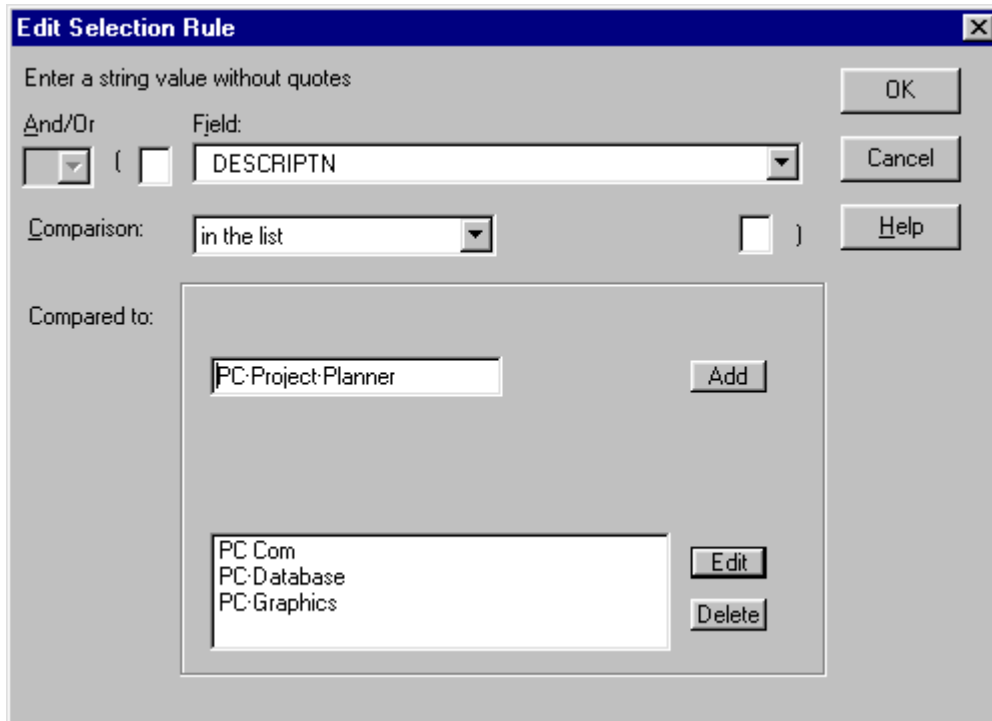 Edit Selection Rule
Enter a string value without quotes
OK
And/Or Field:
( DESCRIPTN
Cancel
Comparison: in the list )
Help
Compared to:
PC·Project·Planner Add
PC Com
PC·Database
PC·Graphics
Edit
Delete